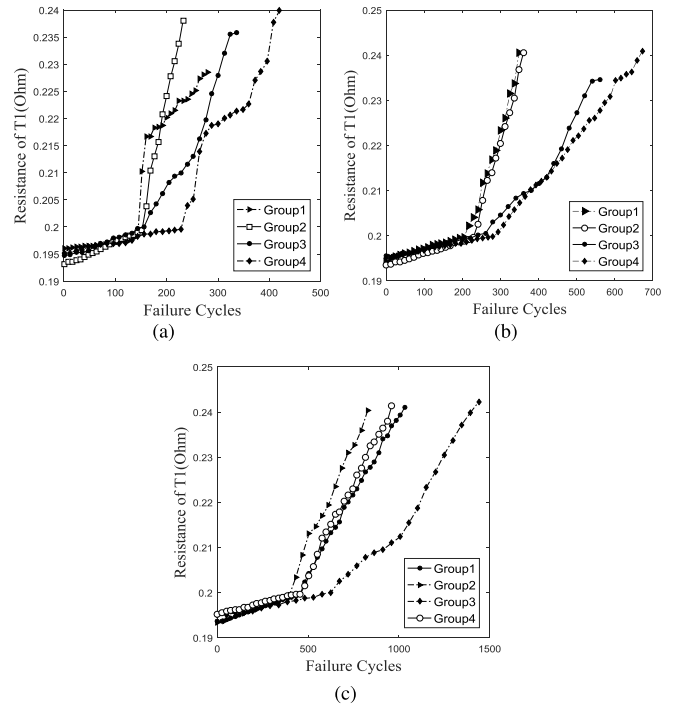 0.24
0.235
0.23
0.225
0.22
0.215
0.21
0.205
0.2
0.195
0.19
Resistance of T1(Ohm)
0 100 200 300 400 500
Failure Cycles
Group1
Group2
Group3
Group4
(a)
0.25
0.24
0.23
0.22
0.21
0.2
0.19
Resistance of T1(Ohm)
0 100 200 300 400 500 600 700
Failure Cycles
Group1
Group2
Group3
Group4
(b)
0.25
0.24
0.23
0.22
0.21
0.2
0.19
Resistance of T1(Ohm)
0 500 1000 1500
Failure Cycles
Group1
Group2
Group3
Group4
(c)